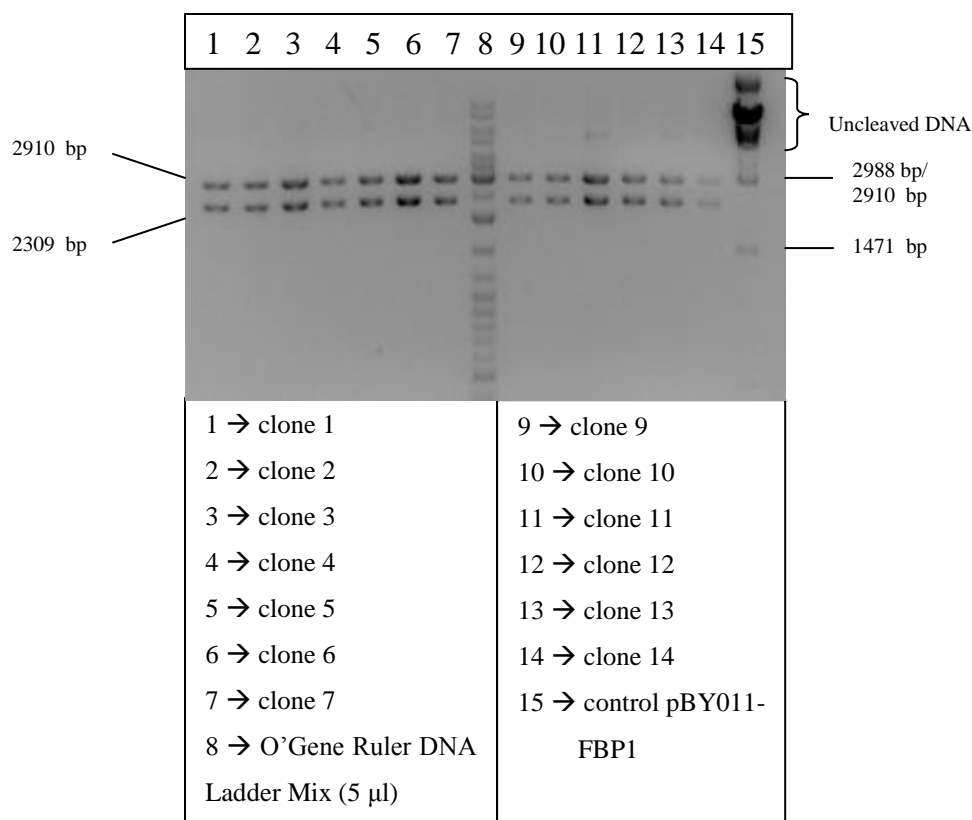 1 2 3 4 5 6 7 8 9 10 11 12 13 14 15
Uncleaved DNA
2910 bp
2988 bp/
2910 bp
2309 bp
1471 bp
1 → clone 1
2 → clone 2
3 → clone 3
4 → clone 4
5 → clone 5
6 → clone 6
7 → clone 7
8 → O'Gene Ruler DNA
Ladder Mix (5 µl)
9 → clone 9
10 → clone 10
11 → clone 11
12 → clone 12
13 → clone 13
14 → clone 14
15 → control pBY011-
FBP1